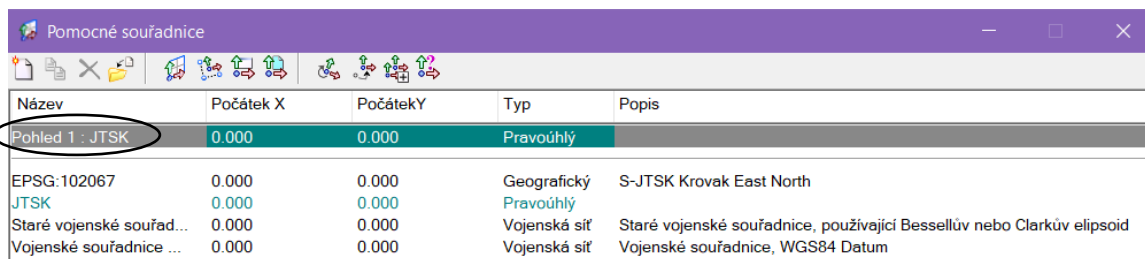 Pomocné souřadnice
Název Počátek X PočátekY Typ Popis
Pohled 1 : JTSK 0.000 0.000 Pravoúhlý
EPSG:102067 0.000 0.000 Geografický S-JTSK Krovak East North
JTSK 0.000 0.000 Pravoúhlý
Staré vojenské souřad... 0.000 0.000 Vojenská síť Staré vojenské souřadnice, používající Bessellův nebo Clarkův elipsoid
Vojenské souřadnice ... 0.000 0.000 Vojenská síť Vojenské souřadnice, WGS84 Datum